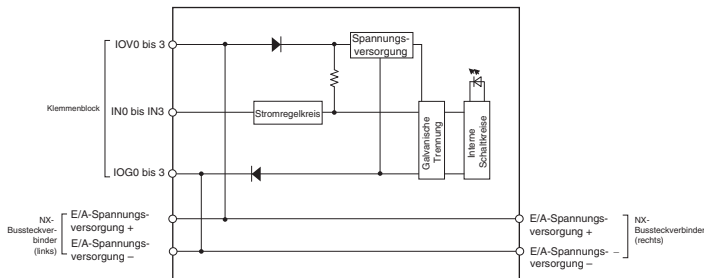 IOV0 bis 3
Spannungs-
versorgung
Klemmenblock
IN0 bis IN3
Stromregelkreis
Galvanische
Trennung
Interne
Schaltkreise
IOG0 bis 3
NX-
Bussteckver-
binder
(links)
E/A-Spannungs-
versorgung +
E/A-Spannungs-
versorgung –
E/A-Spannungs-
versorgung +
E/A-Spannungs- –
versorgung –
NX-
Bussteckverbinder
(rechts)